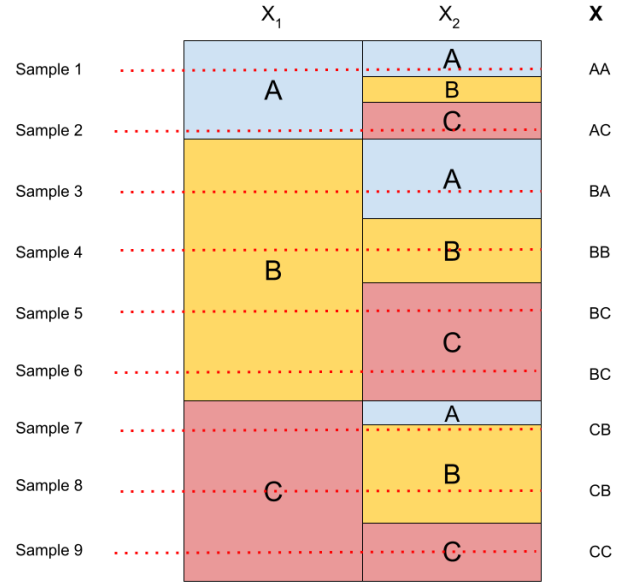 X1 X2 X
Sample 1 A AA
A B
Sample 2 C AC
Sample 3 A BA
Sample 4 B BB
B
Sample 5 BC
C
Sample 6 BC
A
Sample 7 CB
B
Sample 8 C CB
Sample 9 C CC